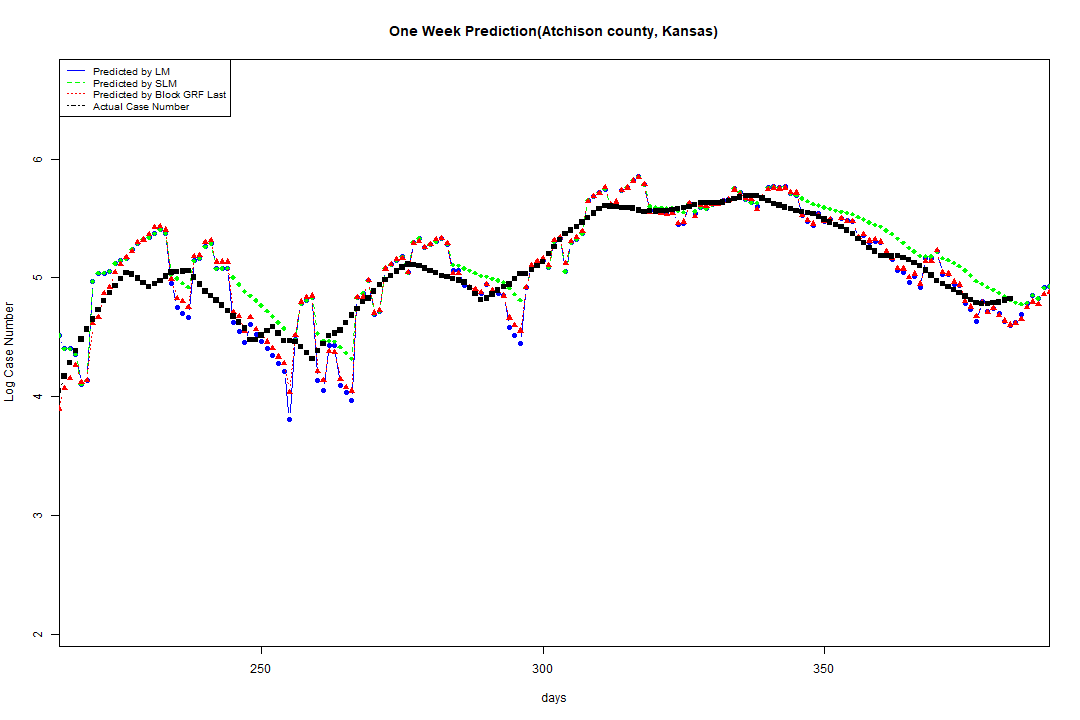 One Week Prediction(Atchison county, Kansas)
Predicted by LM
Predicted by SLM
Predicted by Block GRF Last
Actual Case Number
6
5
4
3
2
Log Case Number
250
300
350
days